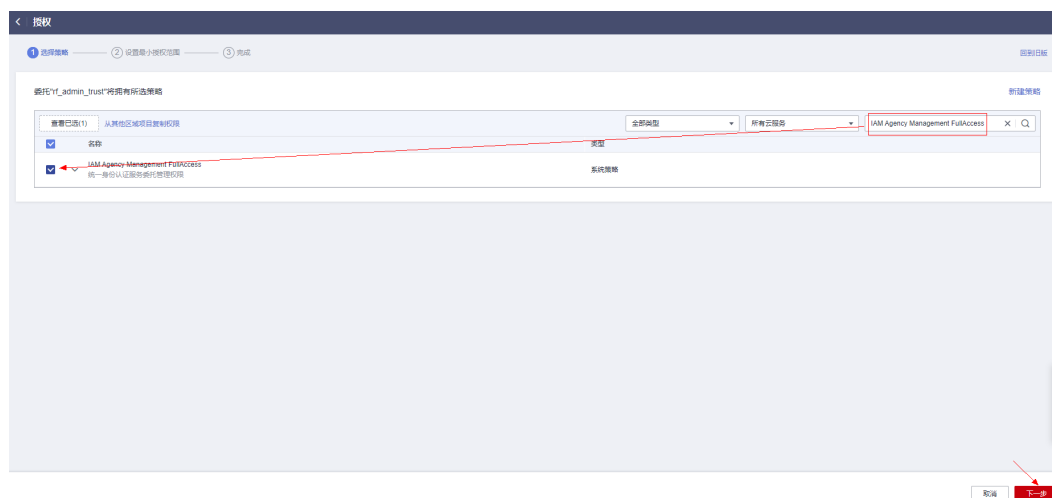 授权
1 选择策略 2 设置最小授权范围 3 完成 回到旧版
委托"rf_admin_trust"将拥有所选策略 新建策略
查看已选(1) 从其他区域项目复制权限 全部类型 所有云服务 IAM Agency Management FullAccess
名称 类型
IAM Agency Management FullAccess 系统策略
统一身份认证服务委托管理权限
取消 下一步